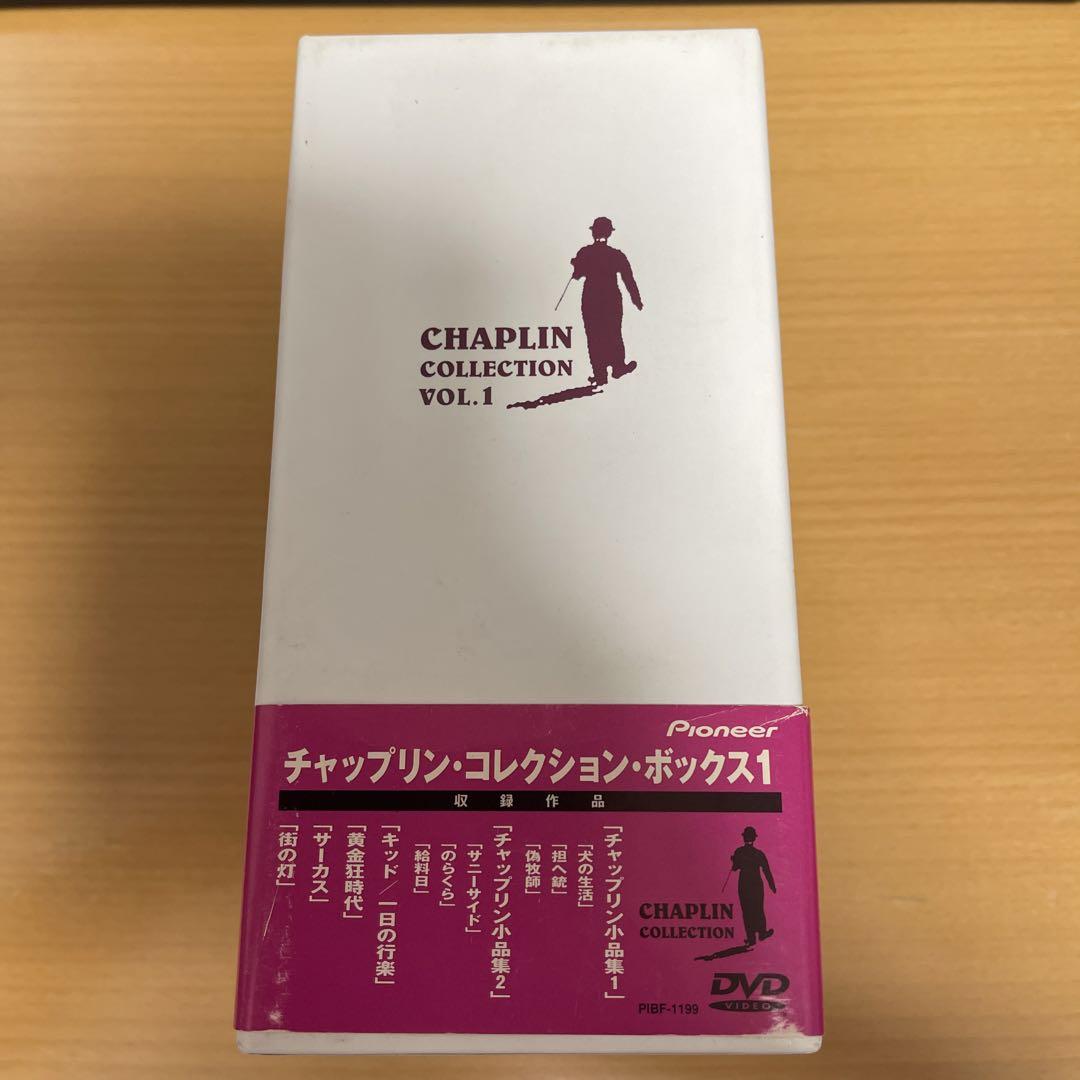 CHAPLIN
COLLECTION
VOL.1
Pioneer
チャップリン・コレクション・ボックス1
収録作品
「チャップリン小品集1」
「犬の生活」
「担へ銃」
「偽牧師」
「チャップリン小品集2」
「サニーサイド」
「のらくら」
「給料日」
「キッド/一日の行楽」
「黄金狂時代」
「サーカス」
「街の灯」
CHAPLIN
COLLECTION
DVD
VIDEO
PIBF-1199